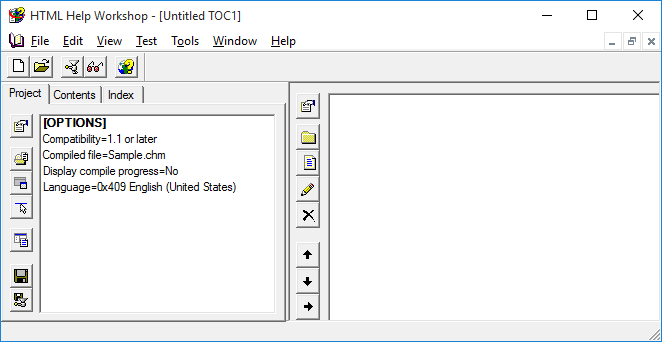 HTML Help Workshop - [Untitled TOC1]
File Edit View Test Tools Window Help
Project Contents Index
[OPTIONS]
Compatibility=1.1 or later
Compiled file=Sample.chm
Display compile progress=No
Language=0x409 English (United States)